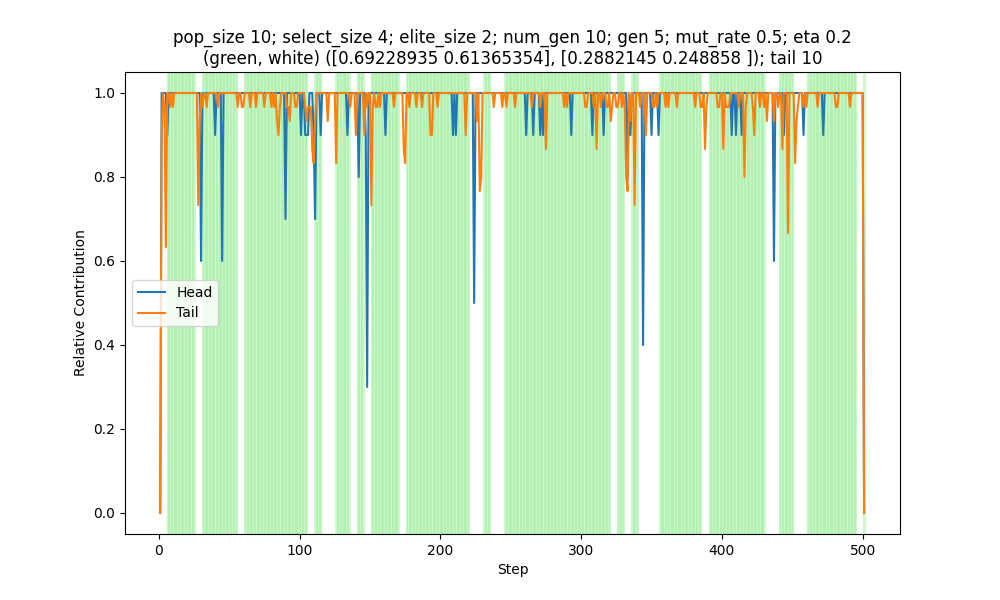 pop_size 10; select_size 4; elite_size 2; num_gen 10; gen 5; mut_rate 0.5; eta 0.2
(green, white) ([0.69228935 0.61365354], [0.2882145 0.248858 ]); tail 10
1.0
0.8
0.6
0.4
0.2
0.0
Relative Contribution
Head
Tail
0
100
200
300
400
500
Step